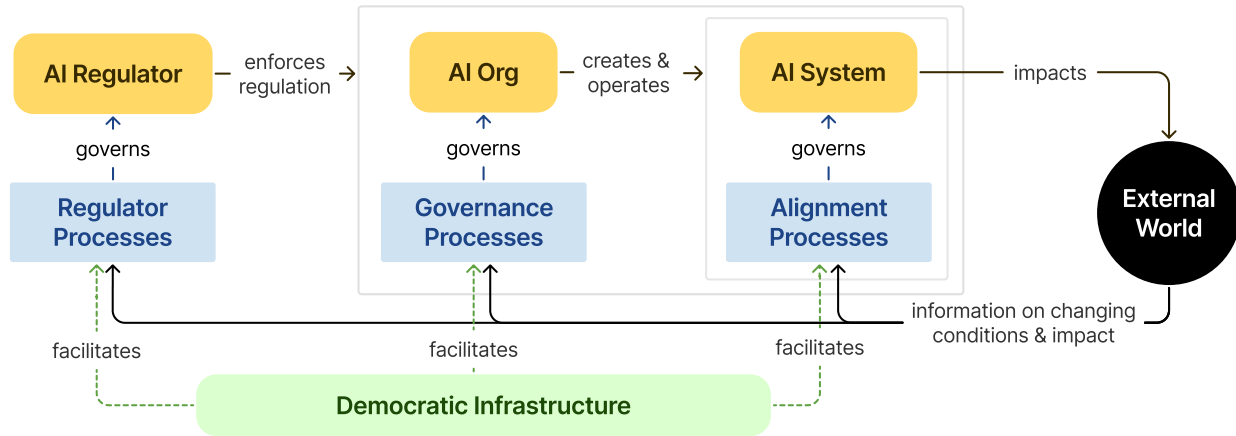 AI Regulator
enforces
regulation
AI Org
creates &
operates
AI System
impacts
governs
governs
governs
Regulator
Processes
Governance
Processes
Alignment
Processes
External
World
information on changing
conditions & impact
facilitates
facilitates
facilitates
Democratic Infrastructure